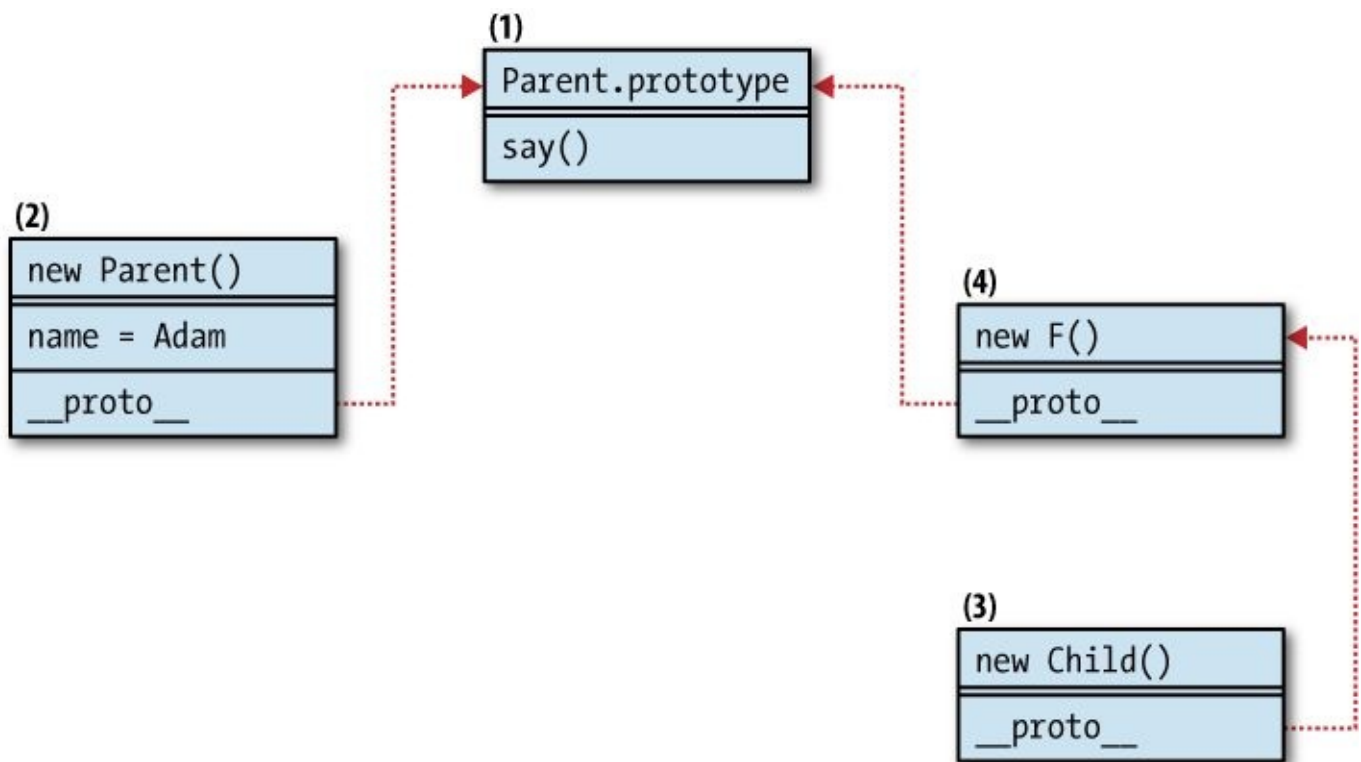 (1)
Parent.prototype
say()
(2)
new Parent()
name = Adam
__proto__
(4)
new F()
__proto__
(3)
new Child()
__proto__